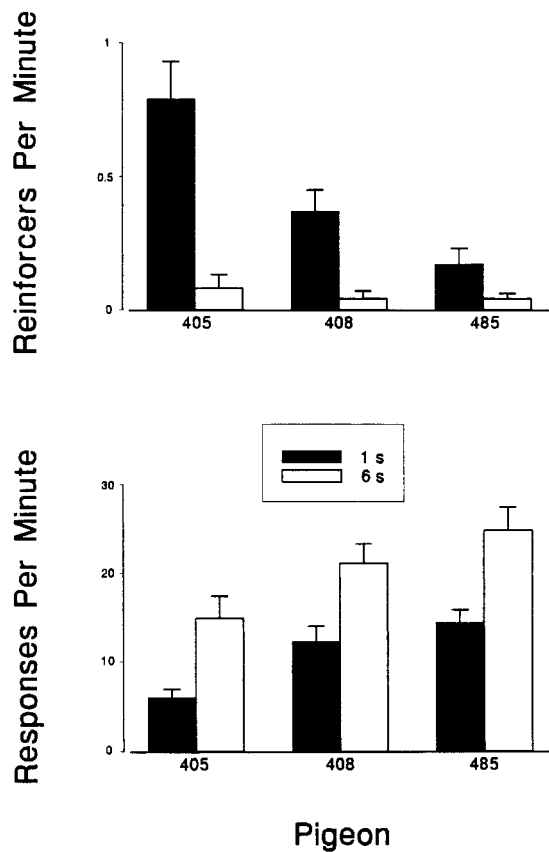 Reinforcers Per Minute
1
0.5
0
405 408 485
1 s
6 s
Responses Per Minute
30
20
10
0
405 408 485
Pigeon